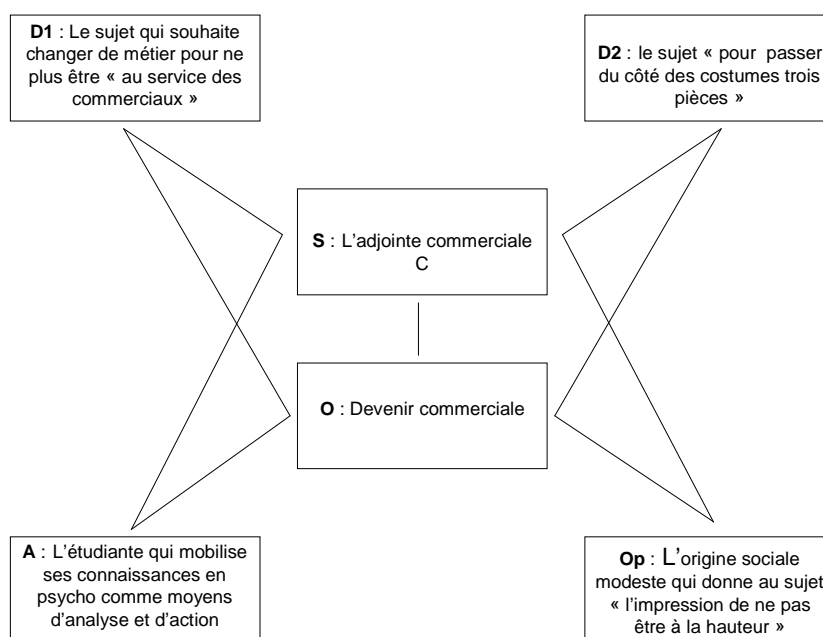 D1 : Le sujet qui souhaite
changer de métier pour ne
plus être « au service des
commerciaux »
D2 : le sujet « pour passer
du côté des costumes trois
pièces »
S : L'adjointe commerciale
C
O : Devenir commerciale
A : L'étudiante qui mobilise
ses connaissances en
psycho comme moyens
d'analyse et d'action
Op : L'origine sociale
modeste qui donne au sujet
« l'impression de ne pas
être à la hauteur »